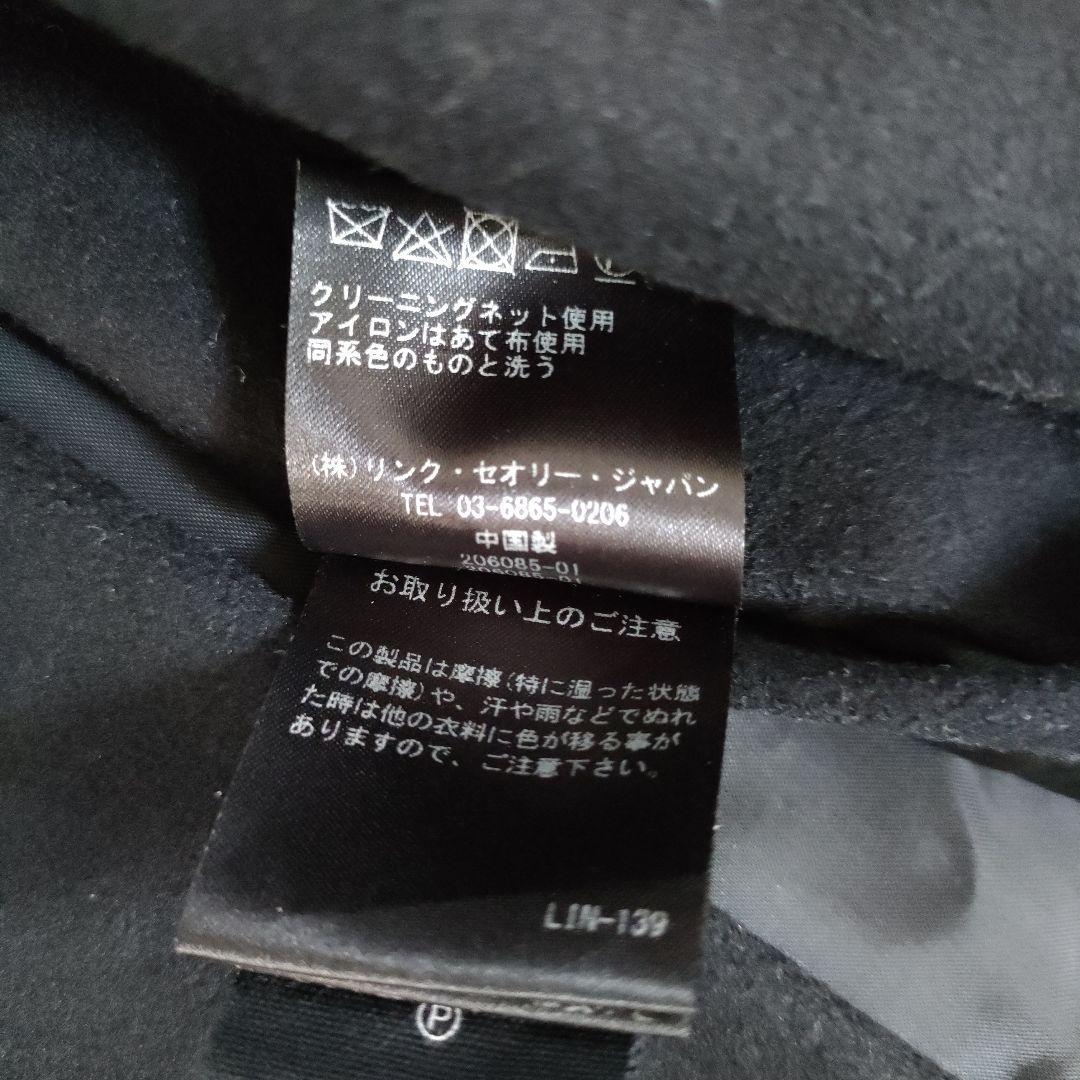 クリーニングネット使用
アイロンはあて布使用
同系色のものと洗う
(株)リンク・セオリー・ジャパン
TEL 03-6865-0206
中国製
206085-01
お取り扱い上のご注意
この製品は摩擦(特に湿った状態
での摩擦)や、汗や雨などでぬれ
た時は他の衣料に色が移る事が
ありますので、ご注意下さい。
LIN-139
P